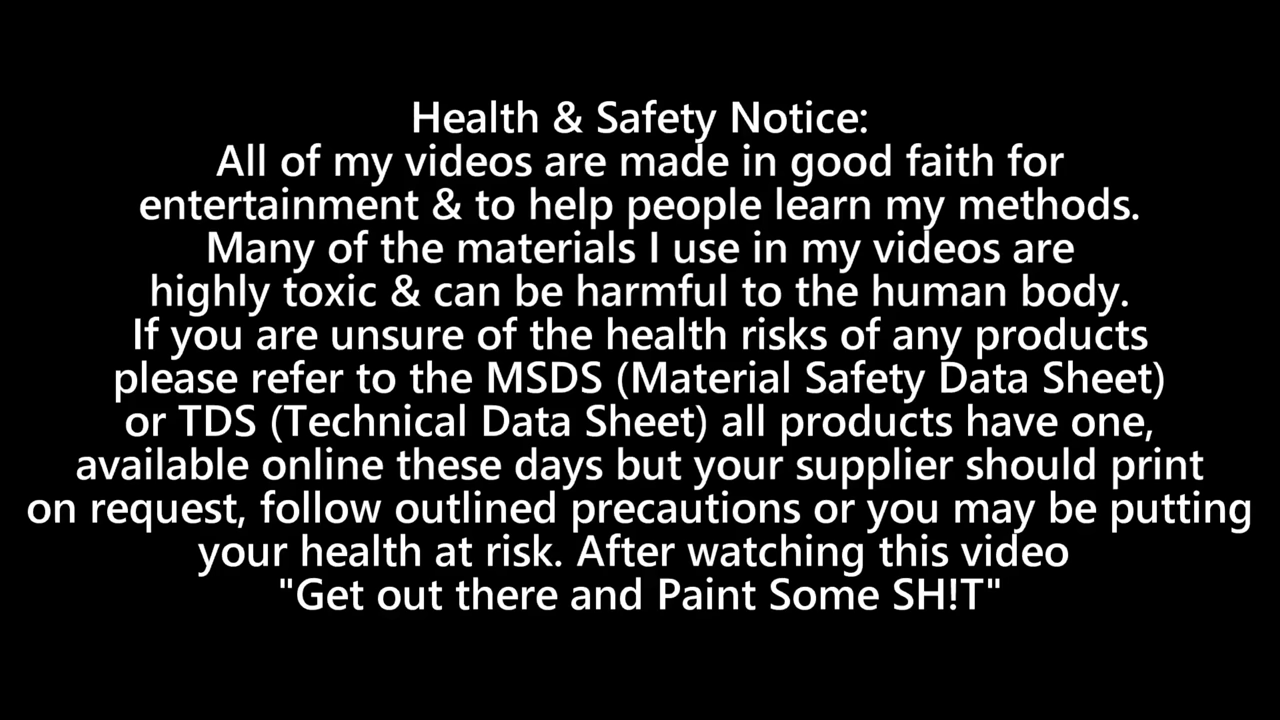 Health & Safety Notice:
All of my videos are made in good faith for
entertainment & to help people learn my methods.
Many of the materials I use in my videos are
highly toxic & can be harmful to the human body.
If you are unsure of the health risks of any products
please refer to the MSDS (Material Safety Data Sheet)
or TDS (Technical Data Sheet) all products have one,
available online these days but your supplier should print
on request, follow outlined precautions or you may be putting
your health at risk. After watching this video
"Get out there and Paint Some SH!T"